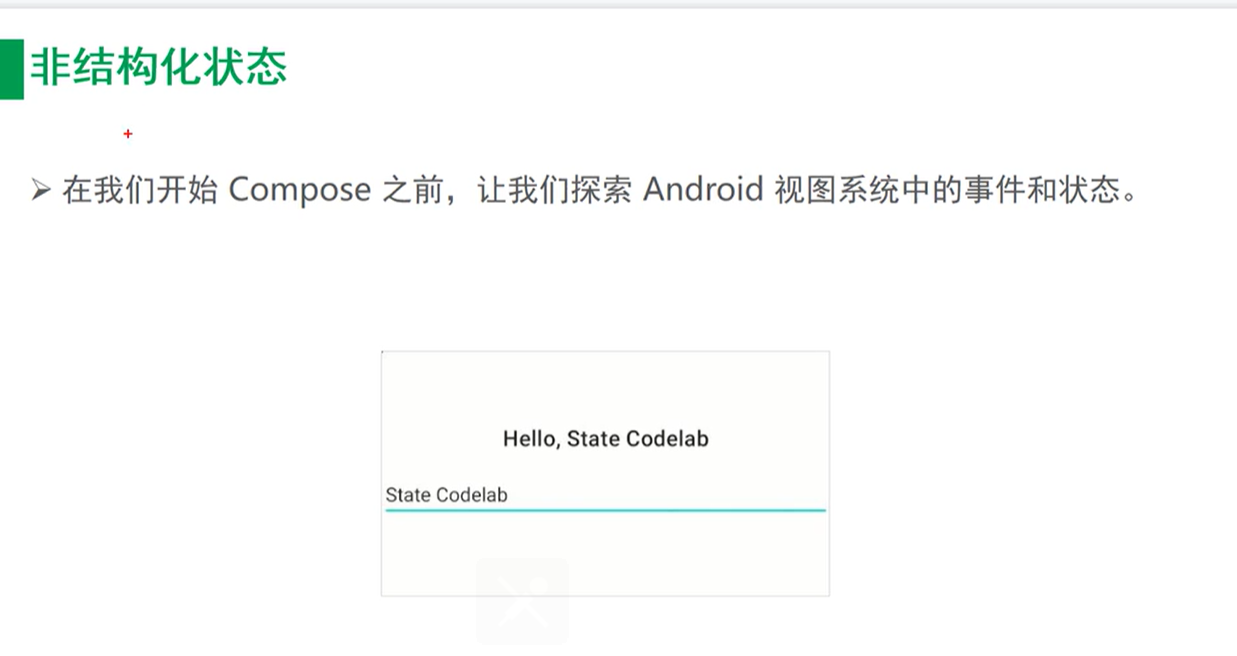 非结构化状态
在我们开始 Compose 之前，让我们探索 Android 视图系统中的事件和状态。
Hello, State Codelab
State Codelab